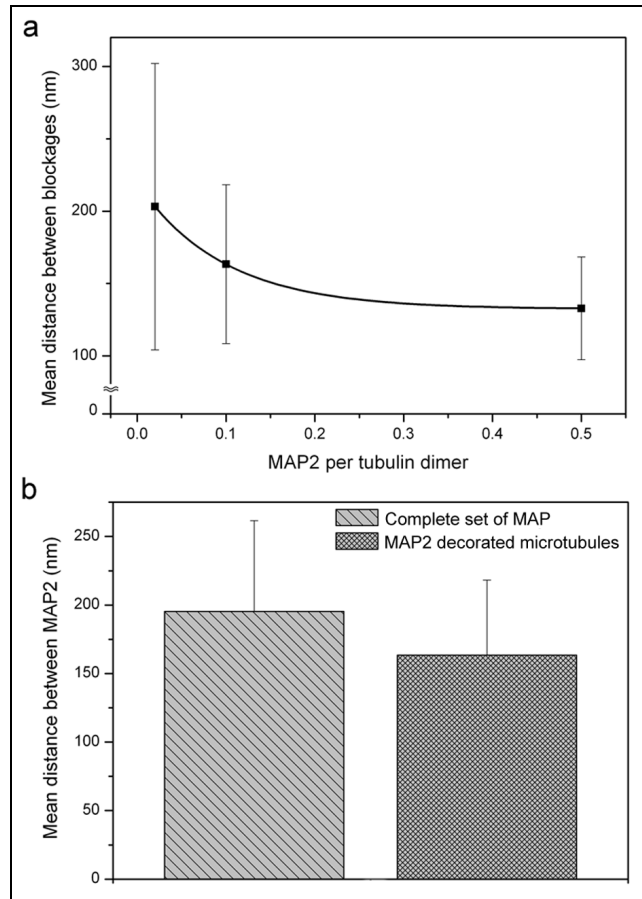 a
Mean distance between blockages (nm)
300
200
100
0
0.0 0.1 0.2 0.3 0.4 0.5
MAP2 per tubulin dimer
b
Mean distance between MAP2 (nm)
250
200
150
100
50
0
Complete set of MAP
MAP2 decorated microtubules